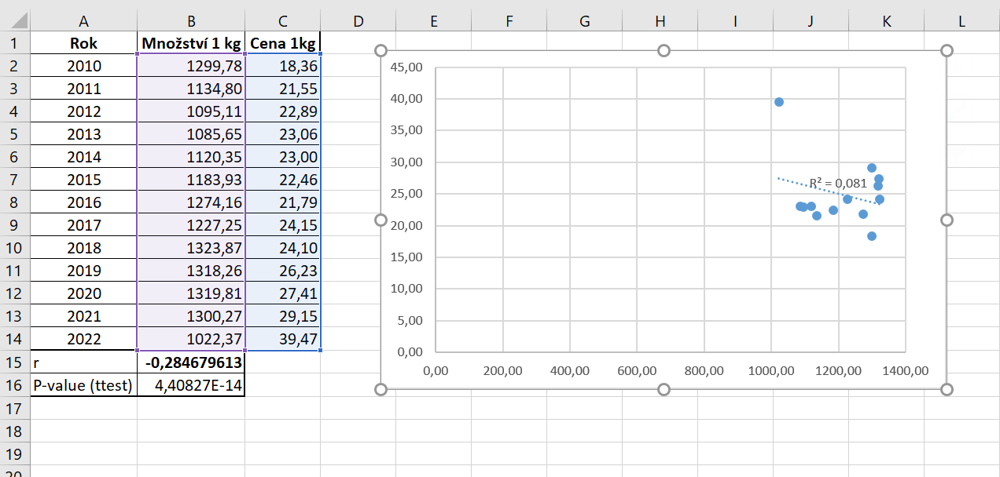 A B C D E F G H I J K L
1 Rok Množství 1 kg Cena 1kg
2 2010 1299,78 18,36
3 2011 1134,80 21,55
4 2012 1095,11 22,89
5 2013 1085,65 23,06
6 2014 1120,35 23,00
7 2015 1183,93 22,46
8 2016 1274,16 21,79
9 2017 1227,25 24,15
10 2018 1323,87 24,10
11 2019 1318,26 26,23
12 2020 1319,81 27,41
13 2021 1300,27 29,15
14 2022 1022,37 39,47
15 r -0,284679613
16 P-value (ttest) 4,40827E-14
17
18
19
20
45,00
40,00
35,00
30,00
R² = 0,081
25,00
20,00
15,00
10,00
5,00
0,00
0,00 200,00 400,00 600,00 800,00 1000,00 1200,00 1400,00